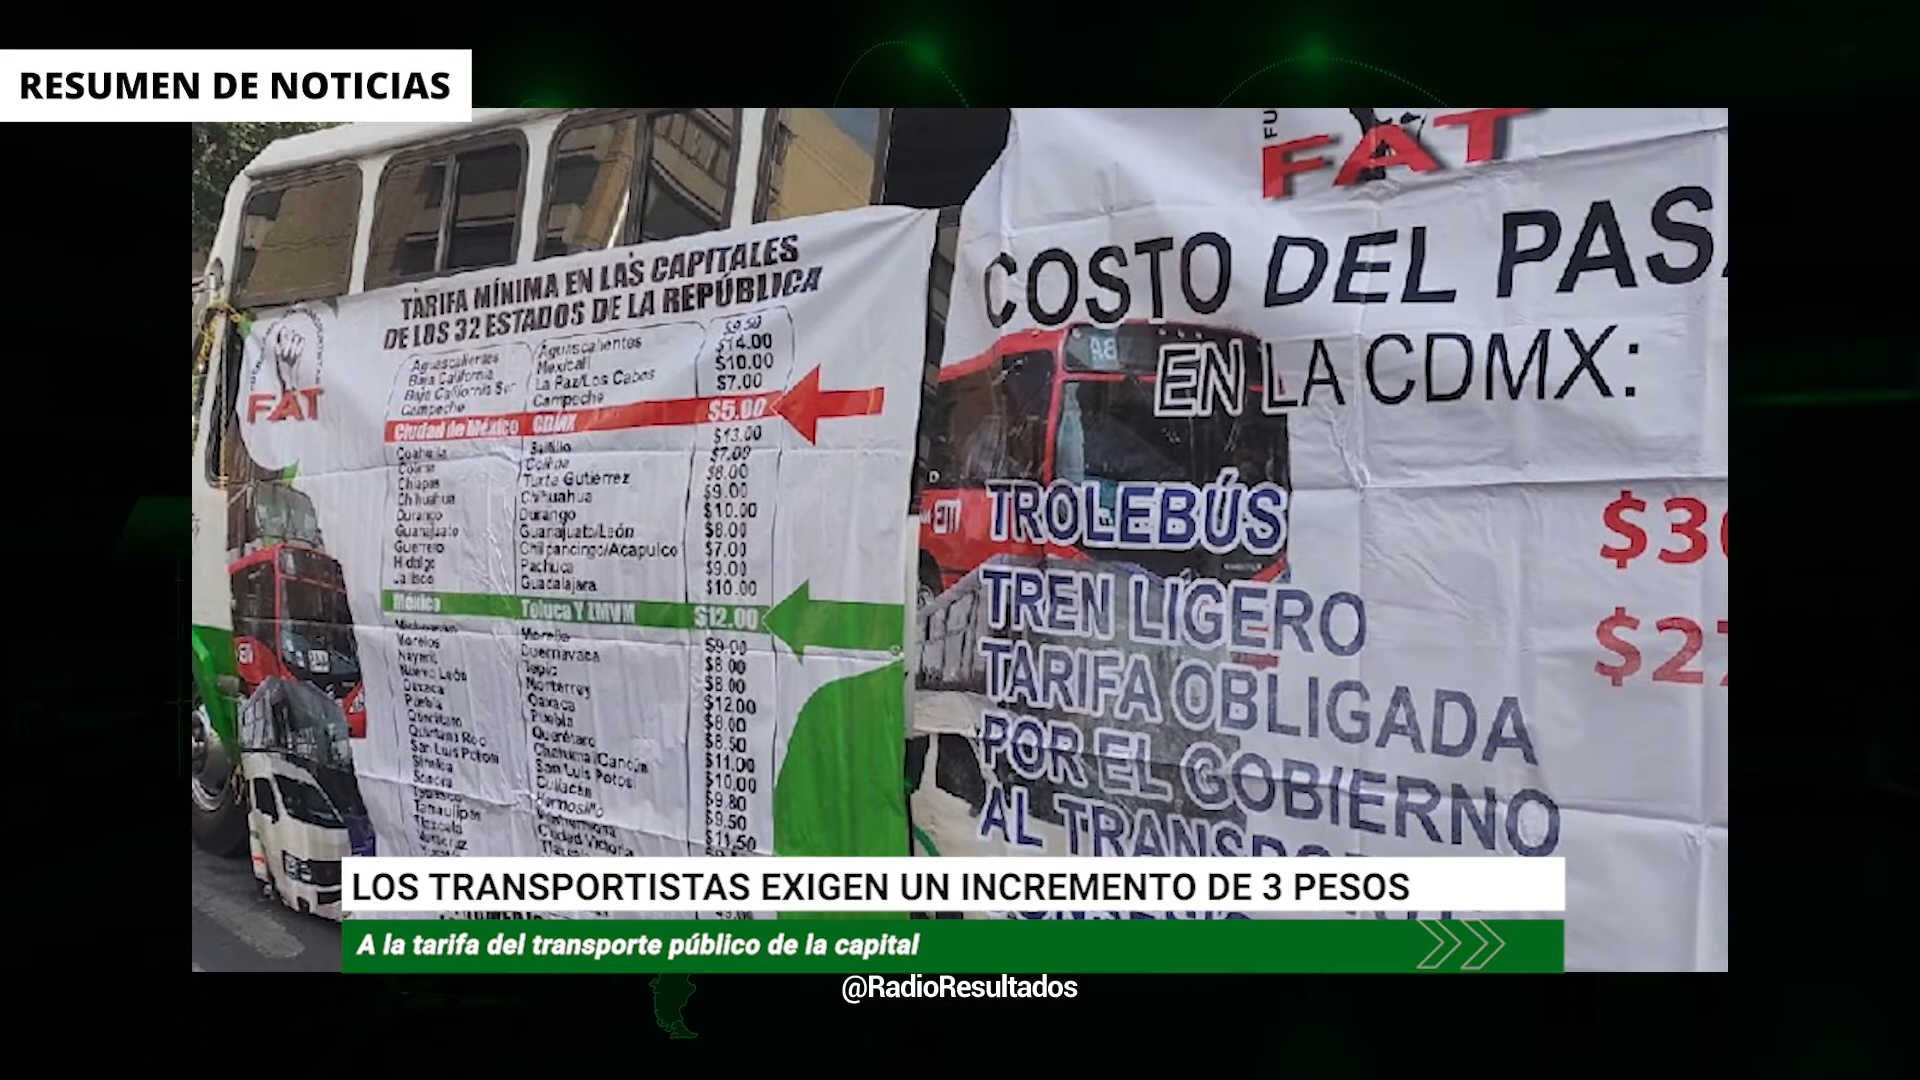 RESUMEN DE NOTICIAS
FAT
TARIFA MÍNIMA EN LAS CAPITALES
DE LOS 32 ESTADOS DE LA REPÚBLICA
Aguascalientes Aguascalientes $9.50
Baja California Mexicali $14.00
Baja California Sur La Paz/Los Cabos $10.00
Campeche Campeche $7.00
Ciudad de México CDMX $5.00
Coahuila Saltillo $13.00
Colima Colima $7.00
Chiapas Tuxtla Gutiérrez $8.00
Chihuahua Chihuahua $9.00
Durango Durango $10.00
Guanajuato Guanajuato/León $8.00
Guerrero Chilpancingo/Acapulco $7.00
Hidalgo Pachuca $9.00
Jalisco Guadalajara $10.00
México Toluca Y ZMVM $12.00
Michoacán Morelia $9.00
Morelos Cuernavaca $8.00
Nayarit Tepic $8.00
Nuevo León Monterrey $12.00
Oaxaca Oaxaca $8.00
Puebla Puebla $8.50
Querétaro Querétaro $11.00
Quintana Roo Chetumal/Cancún $10.00
San Luis Potosí San Luis Potosí $9.80
Sinaloa Culiacán $9.50
Sonora Hermosillo $11.50
Tabasco Villahermosa
Tamaulipas Ciudad Victoria
Tlaxcala
Veracruz
FAT
COSTO DEL PAS
EN LA CDMX:
TROLEBÚS $30
TREN LIGERO $27
TARIFA OBLIGADA
POR EL GOBIERNO
AL TRANSPO
LOS TRANSPORTISTAS EXIGEN UN INCREMENTO DE 3 PESOS
A la tarifa del transporte público de la capital
@RadioResultados